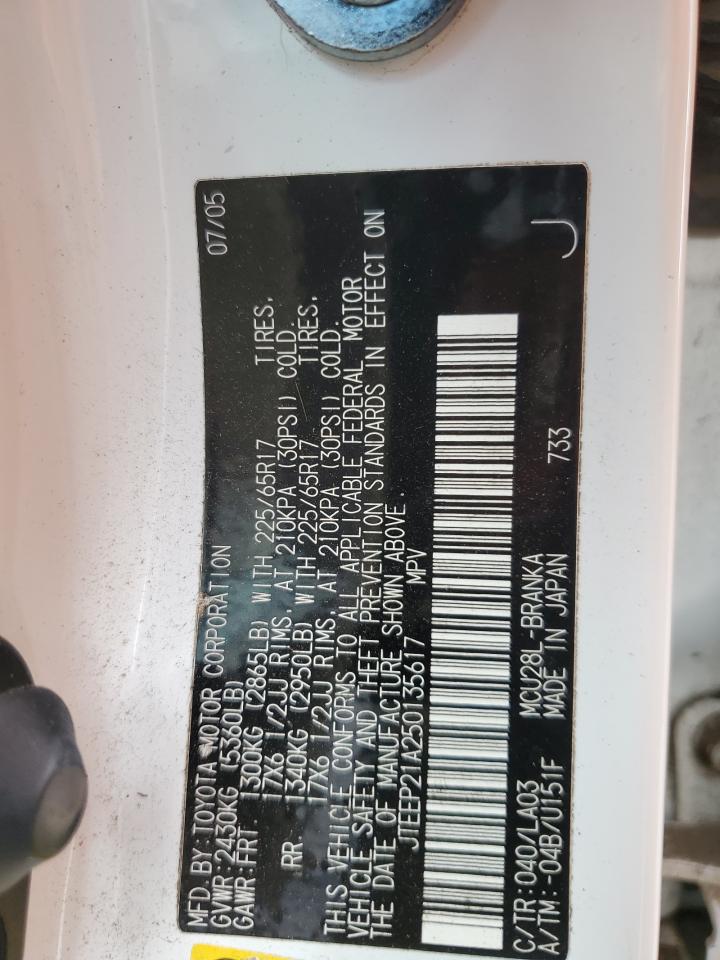 MFD. BY: TOYOTA MOTOR CORPORATION 07/05
GVWR: 2430KG (5360LB)
GAWR: FRT 1300KG (2865LB) WITH 225/65R17 TIRES,
17X6 1/2JJ RIMS, AT 210KPA (30PSI) COLD.
RR 1340KG (2950LB) WITH 225/65R17 TIRES,
17X6 1/2JJ RIMS, AT 210KPA (30PSI) COLD.
THIS VEHICLE CONFORMS TO ALL APPLICABLE FEDERAL MOTOR
VEHICLE SAFETY AND THEFT PREVENTION STANDARDS IN EFFECT ON
THE DATE OF MANUFACTURE SHOWN ABOVE.
JTEEP21A250135617 MPV
C/TR: 040/LA03 MCU28L-BRANKA 733 J
A/TM: -04B/U151F MADE IN JAPAN